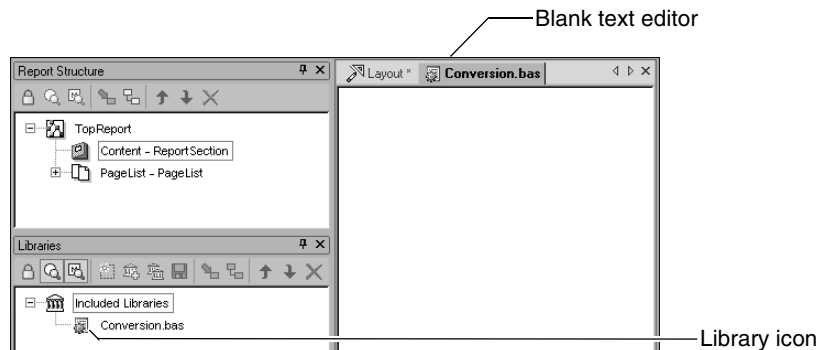 Blank text editor
Report Structure
Layout * Conversion.bas
TopReport
Content - ReportSection
PageList - PageList
Libraries
Included Libraries
Conversion.bas
Library icon